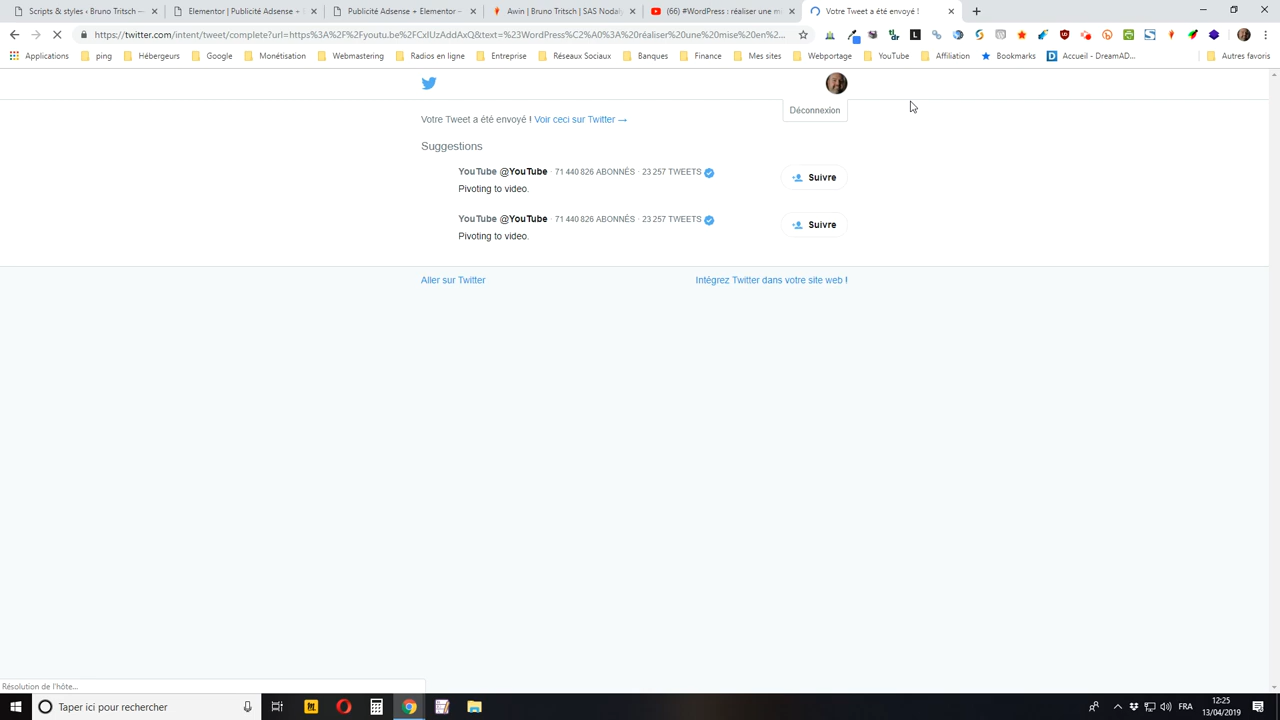 Scripts & styles ‹ Bruno Tritsch —
Elementor | Publicité Adsense +
Publicité Adsense + Elementor –
Awin | Bruno Tritsch | SAS Nodal
(66) #WordPress : réaliser une m
Votre Tweet a été envoyé !
https://twitter.com/intent/tweet/complete?url=https%3A%2F%2Fyoutu.be%2FCxlUzAddAxQ&text=%23WordPress%C2%A0%3A%20réaliser%20une%20mise%20en%2...
Applications
ping
Hébergeurs
Google
Monétisation
Webmastering
Radios en ligne
Entreprise
Réseaux Sociaux
Banques
Finance
Mes sites
Webportage
YouTube
Affiliation
Bookmarks
Accueil - DreamAD...
Autres favoris
Déconnexion
Votre Tweet a été envoyé ! Voir ceci sur Twitter →
Suggestions
YouTube @YouTube · 71 440 826 ABONNÉS · 23 257 TWEETS
Pivoting to video.
Suivre
YouTube @YouTube · 71 440 826 ABONNÉS · 23 257 TWEETS
Pivoting to video.
Suivre
Aller sur Twitter
Intégrez Twitter dans votre site web !
Résolution de l'hôte...
Taper ici pour rechercher
FRA
12:25
13/04/2019